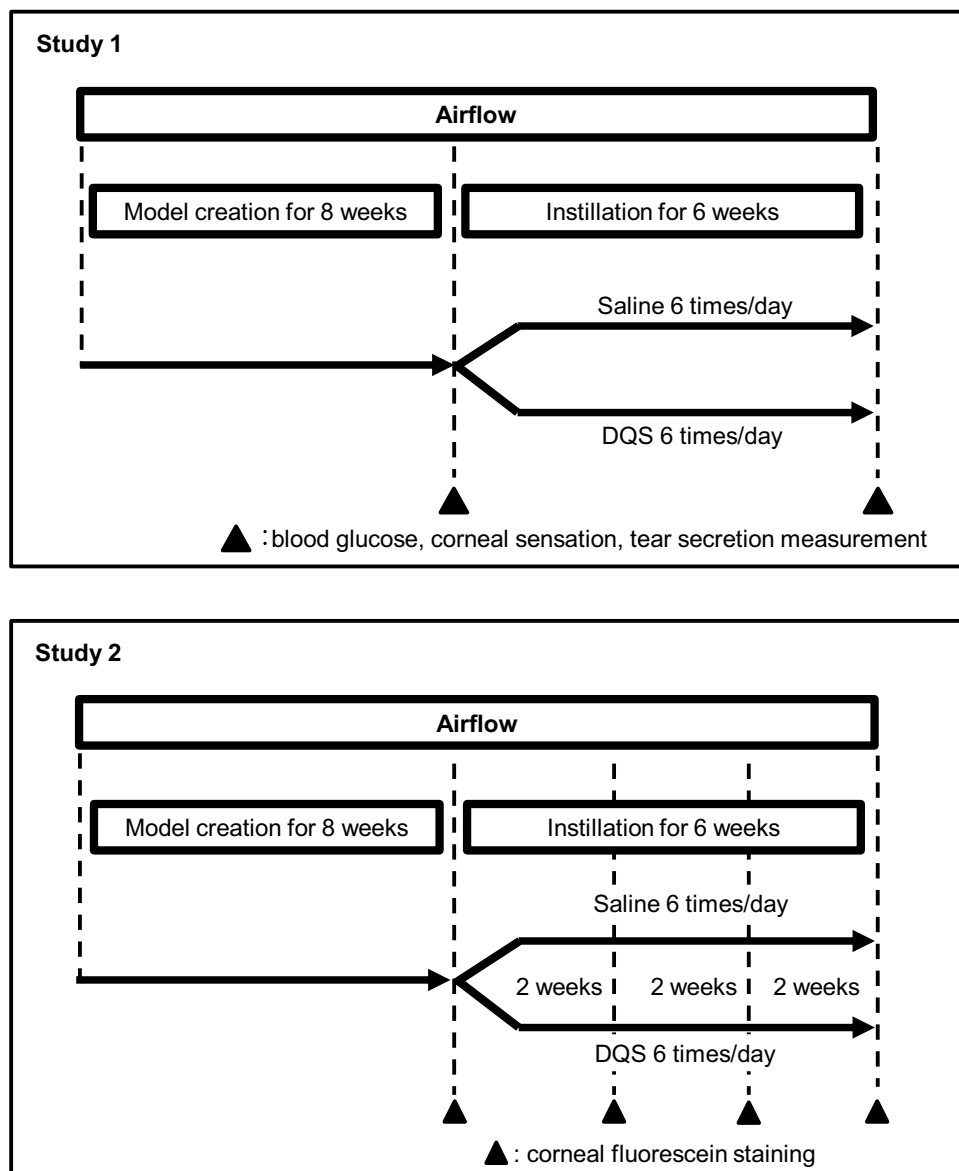 Study 1
Airflow
Model creation for 8 weeks
Instillation for 6 weeks
Saline 6 times/day
DQS 6 times/day
▲ : blood glucose, corneal sensation, tear secretion measurement
Study 2
Airflow
Model creation for 8 weeks
Instillation for 6 weeks
Saline 6 times/day
2 weeks
2 weeks
2 weeks
DQS 6 times/day
▲ : corneal fluorescein staining